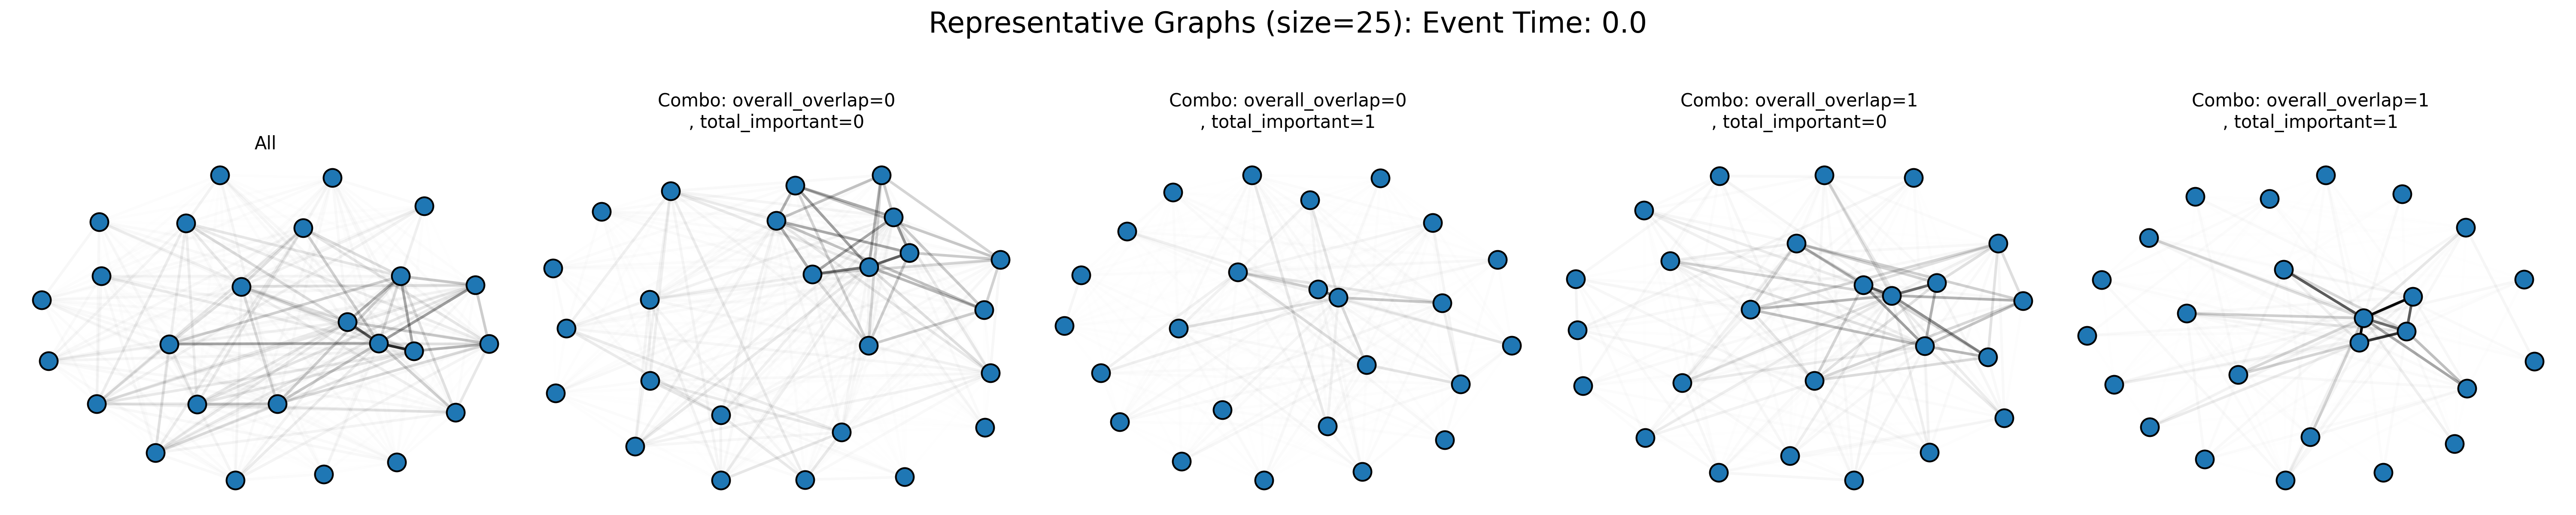 Representative Graphs (size=25): Event Time: 0.0
All
Combo: overall_overlap=0
, total_important=0
Combo: overall_overlap=0
, total_important=1
Combo: overall_overlap=1
, total_important=0
Combo: overall_overlap=1
, total_important=1